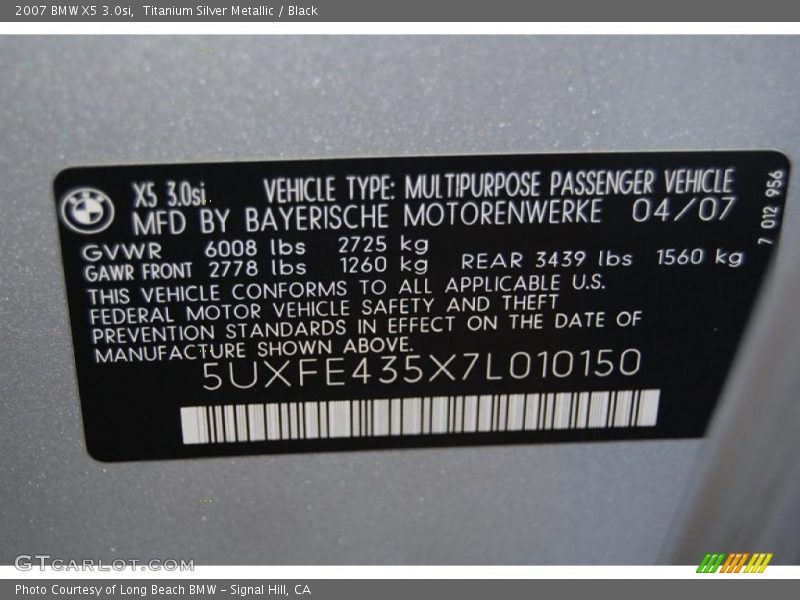 2007 BMW X5 3.0si,  Titanium Silver Metallic / Black
X5 3.0si VEHICLE TYPE: MULTIPURPOSE PASSENGER VEHICLE
MFD BY BAYERISCHE MOTORENWERKE 04/07
GVWR 6008 lbs 2725 kg
GAWR FRONT 2778 lbs 1260 kg REAR 3439 lbs 1560 kg
THIS VEHICLE CONFORMS TO ALL APPLICABLE U.S.
FEDERAL MOTOR VEHICLE SAFETY AND THEFT
PREVENTION STANDARDS IN EFFECT ON THE DATE OF
MANUFACTURE SHOWN ABOVE.
5UXFE435X7L010150
7 012 956
BMW
GTCARLOT.COM
Photo Courtesy of Long Beach BMW - Signal Hill, CA